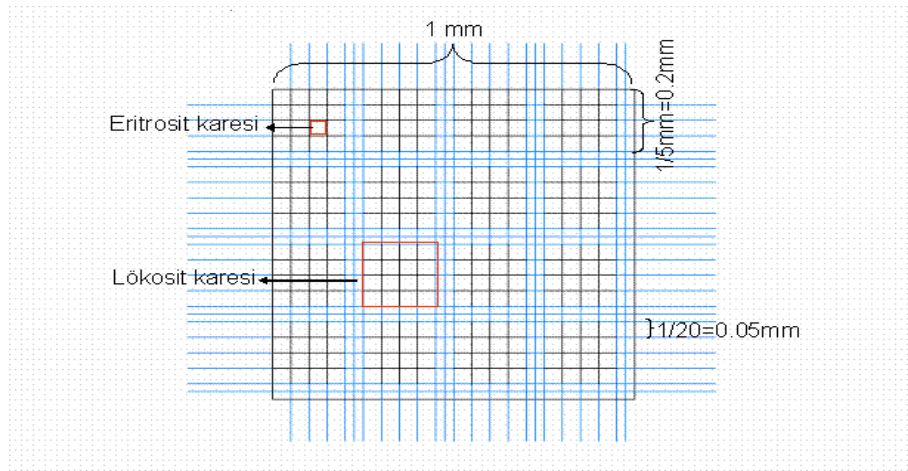 1 mm
1/5mm=0.2mm
Eritrosit karesi
Lökosit karesi
1/20=0.05mm